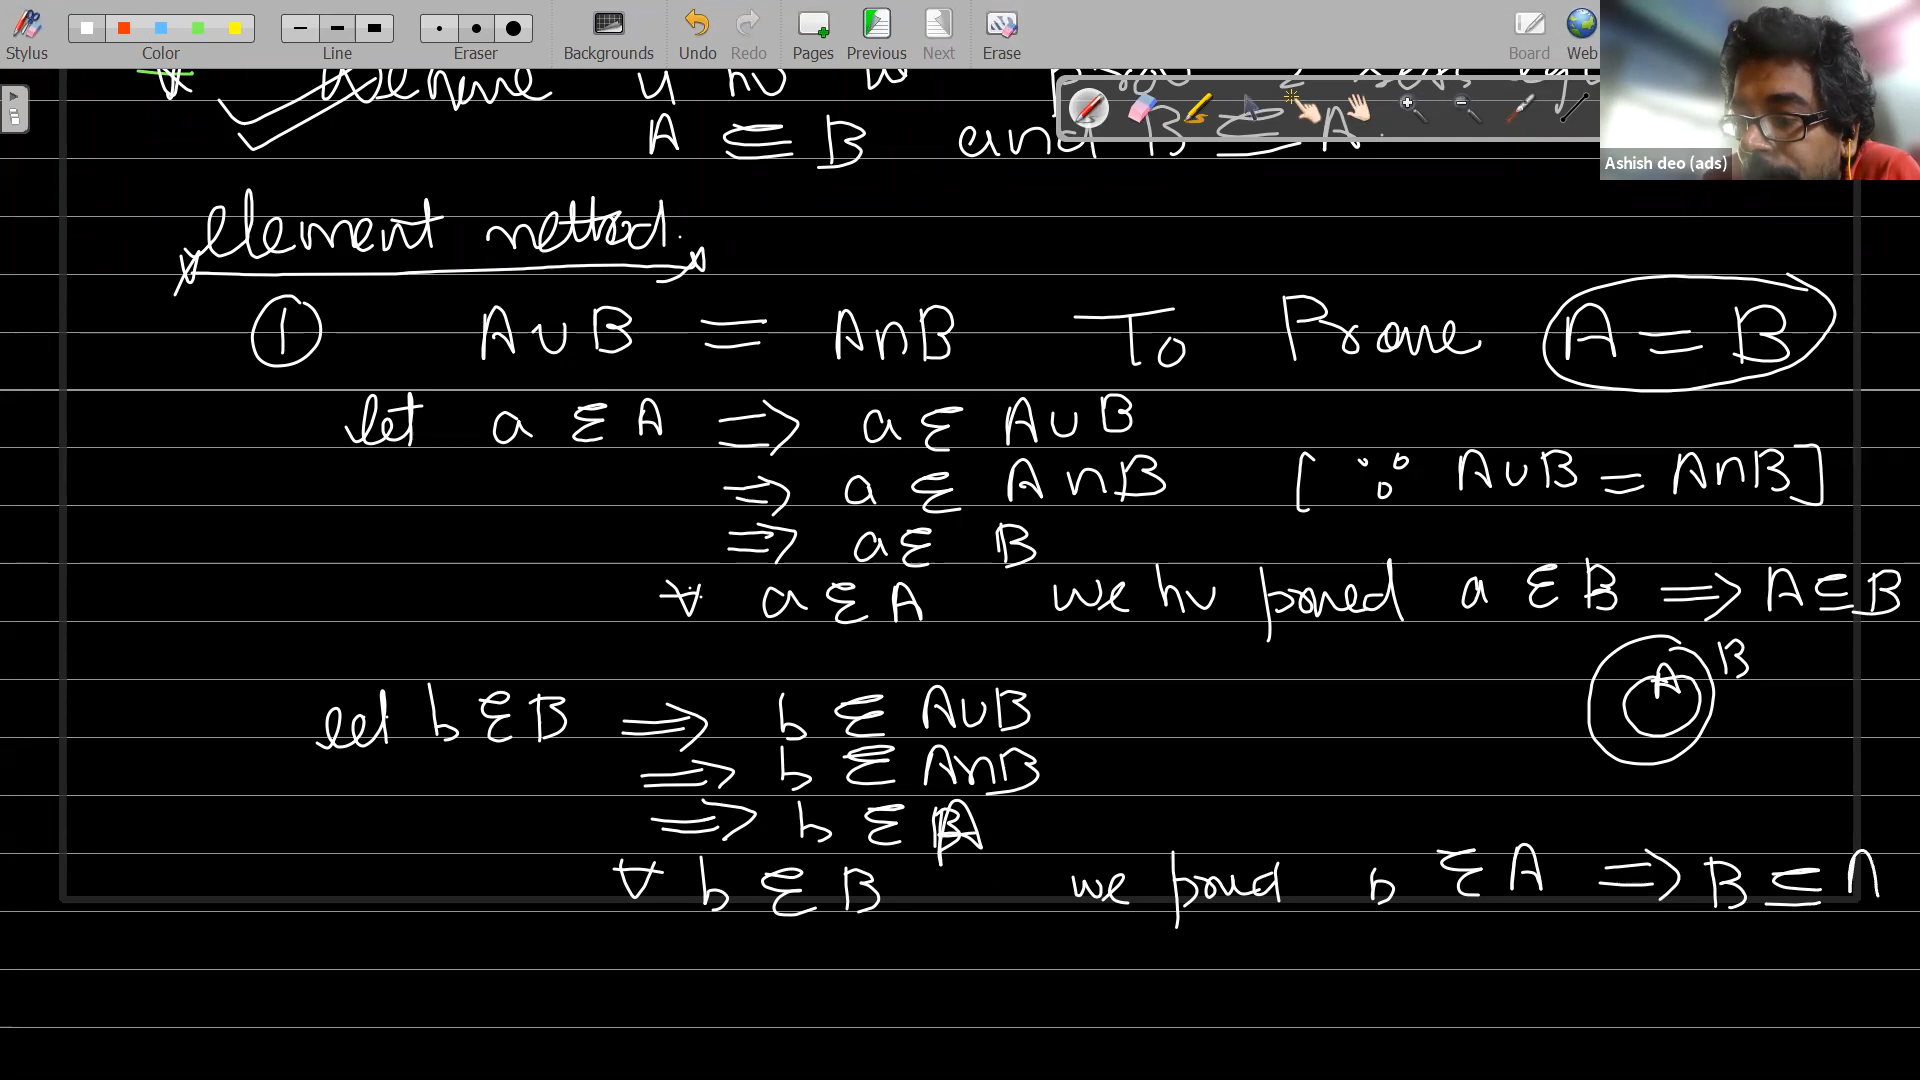 Stylus Color Line Eraser Backgrounds Undo Redo Pages Previous Next Erase Board Web
Ashish deo (ads)
A ⊆ B and B ⊆ A.
element method.
① A∪B = A∩B To Prove A = B
let a ∈ A ⇒ a ∈ A∪B
⇒ a ∈ A∩B [∵ A∪B = A∩B]
⇒ a ∈ B
∀ a ∈ A we hv proved a ∈ B ⇒ A ⊆ B
A B
let b ∈ B ⇒ b ∈ A∪B
⇒ b ∈ A∩B
⇒ b ∈ A
∀ b ∈ B we proved b ∈ A ⇒ B ⊆ A